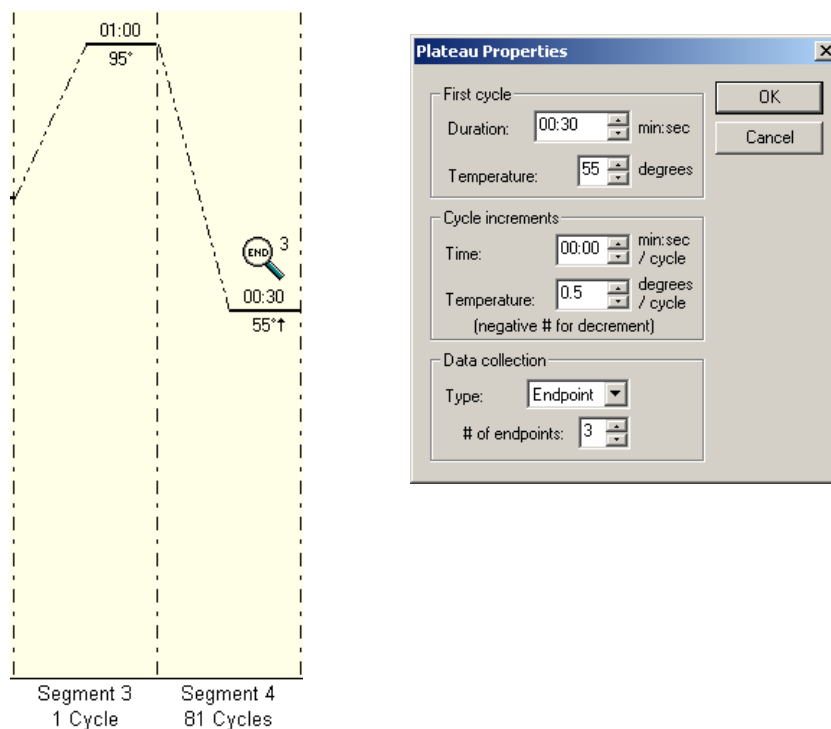 01:00
95°
END 3
00:30
55°↑
Segment 3
1 Cycle
Segment 4
81 Cycles
Plateau Properties
First cycle
Duration: 00:30 min:sec
Temperature: 55 degrees
Cycle increments
Time: 00:00 min:sec
/ cycle
Temperature: 0.5 degrees
/ cycle
(negative # for decrement)
Data collection
Type: Endpoint
# of endpoints: 3
OK
Cancel